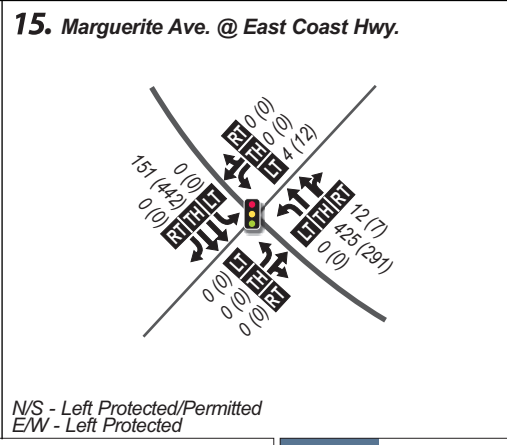 15. Marguerite Ave. @ East Coast Hwy.
RT 0 (0)
TH 0 (0)
LT 4 (12)
0 (0) LT
151 (442) TH
0 (0) RT
RT 12 (7)
TH 425 (291)
LT 0 (0)
LT 0 (0)
TH 0 (0)
RT 0 (0)
N/S - Left Protected/Permitted
E/W - Left Protected